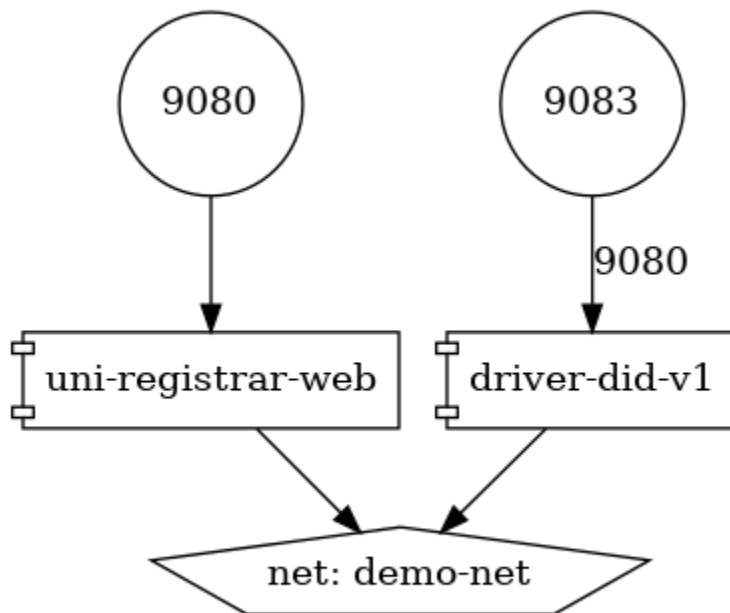 9080
9083
9080
uni-registrar-web
driver-did-v1
net: demo-net